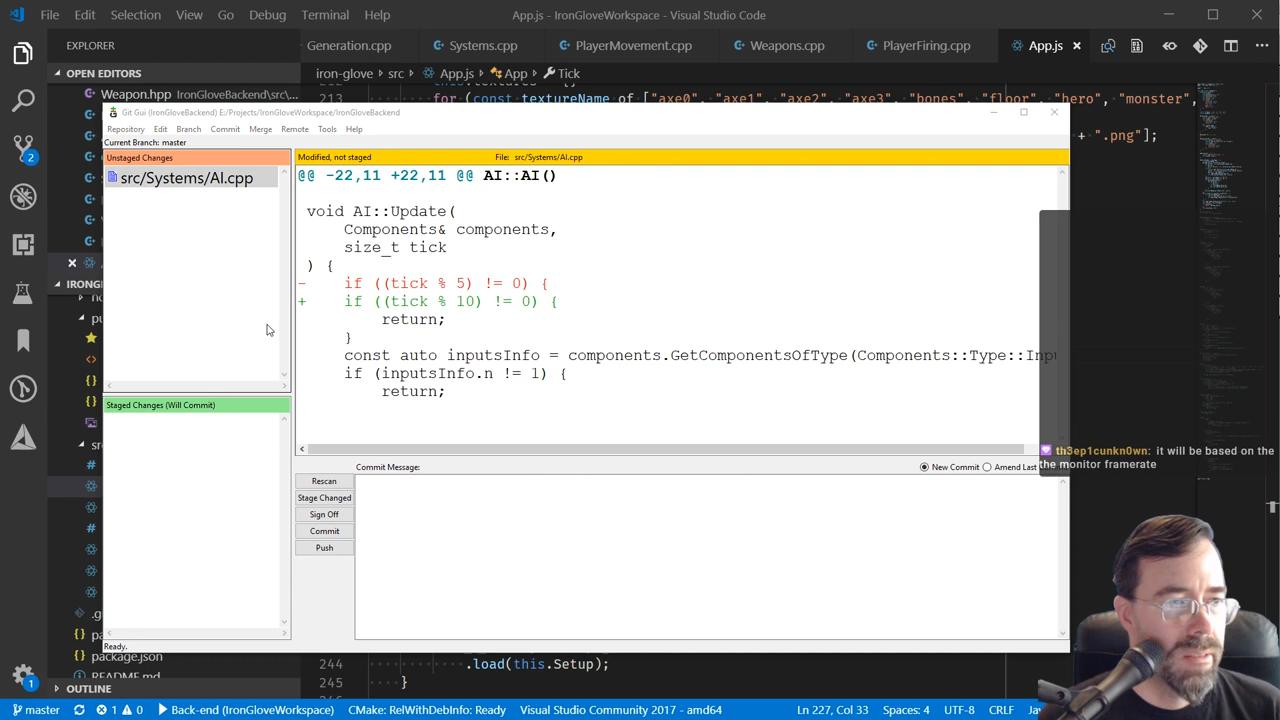 File Edit Selection View Go Debug Terminal Help
App.js - IronGloveWorkspace - Visual Studio Code
EXPLORER
Generation.cpp Systems.cpp PlayerMovement.cpp Weapons.cpp PlayerFiring.cpp App.js
OPEN EDITORS
iron-glove > src > App.js > App > Tick
Weapon.hpp IronGloveBackend\src\...
213 for (const textureName of ["axe0", "axe1", "axe2", "axe3", "bones", "floor", "hero", "monster",
+ ".png"];
Git Gui (IronGloveBackend) E:/Projects/IronGloveWorkspace/IronGloveBackend
Repository Edit Branch Commit Merge Remote Tools Help
Current Branch: master
Unstaged Changes
Modified, not staged File: src/Systems/AI.cpp
src/Systems/AI.cpp
@@ -22,11 +22,11 @@ AI::AI()
void AI::Update(
Components& components,
size_t tick
) {
- if ((tick % 5) != 0) {
+ if ((tick % 10) != 0) {
return;
}
const auto inputsInfo = components.GetComponentsOfType(Components::Type::Inpu
if (inputsInfo.n != 1) {
return;
Staged Changes (Will Commit)
th3ep1cunkn0wn: it will be based on the
the monitor framerate
Commit Message:
New Commit Amend Last
Rescan
Stage Changed
Sign Off
Commit
Push
Ready.
package.json
README.md
244 .load(this.Setup);
245 }
OUTLINE
master 1 0 Back-end (IronGloveWorkspace) CMake: RelWithDebInfo: Ready Visual Studio Community 2017 - amd64 Ln 227, Col 33 Spaces: 4 UTF-8 CRLF